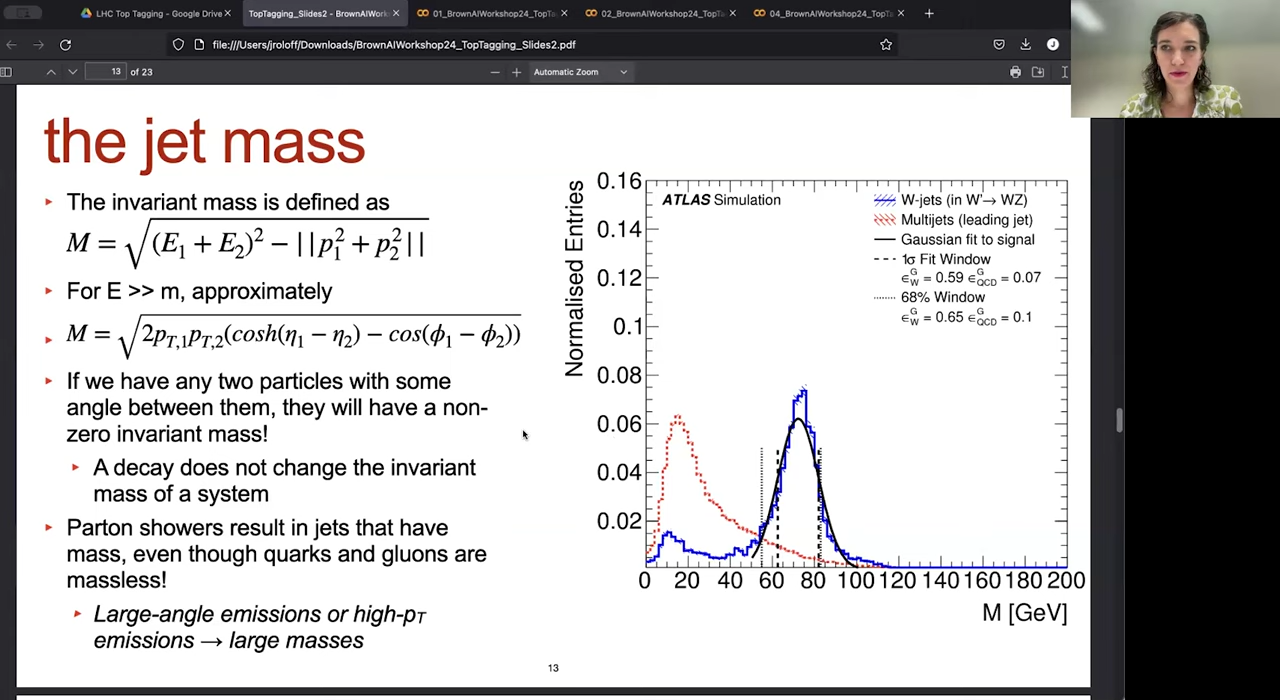 LHC Top Tagging - Google Drive
TopTagging_Slides2 - BrownAIWork
01_BrownAIWorkshop24_TopTa
02_BrownAIWorkshop24_TopTa
04_BrownAIWorkshop24_TopTa
file:///Users/jroloff/Downloads/BrownAIWorkshop24_TopTagging_Slides2.pdf
J
13 of 23
Automatic Zoom
the jet mass
‣ The invariant mass is defined as
M = √(E₁ + E₂)² − ||p₁² + p₂²||
‣ For E >> m, approximately
‣ M = √2p_{T,1}p_{T,2}(cosh(η₁ − η₂) − cos(ϕ₁ − ϕ₂))
‣ If we have any two particles with some
angle between them, they will have a non-
zero invariant mass!
‣ A decay does not change the invariant
mass of a system
‣ Parton showers result in jets that have
mass, even though quarks and gluons are
massless!
‣ Large-angle emissions or high-p_T
emissions → large masses
Normalised Entries
0.16
0.14
0.12
0.1
0.08
0.06
0.04
0.02
ATLAS Simulation
W-jets (in W'→ WZ)
Multijets (leading jet)
Gaussian fit to signal
1σ Fit Window
ϵ_W^G = 0.59 ϵ_QCD^G = 0.07
68% Window
ϵ_W^G = 0.65 ϵ_QCD^G = 0.1
0 20 40 60 80 100 120 140 160 180 200
M [GeV]
13